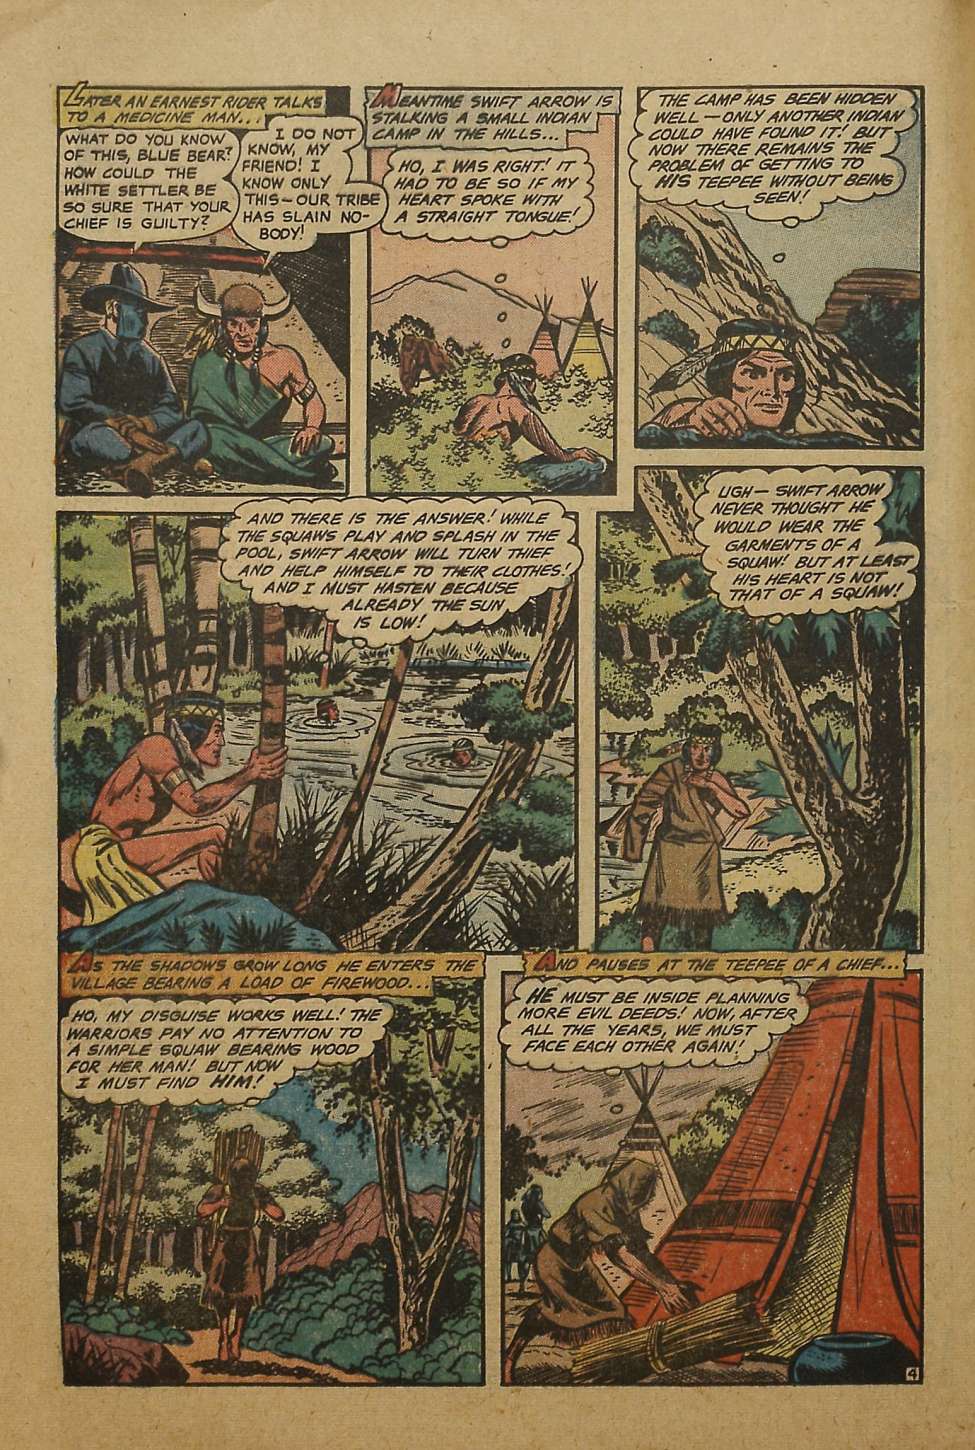 LATER AN EARNEST RIDER TALKS
TO A MEDICINE MAN...
WHAT DO YOU KNOW
OF THIS, BLUE BEAR?
HOW COULD THE
WHITE SETTLER BE
SO SURE THAT YOUR
CHIEF IS GUILTY?
I DO NOT
KNOW, MY
FRIEND! I
KNOW ONLY
THIS—OUR TRIBE
HAS SLAIN NO-
BODY!
MEANTIME SWIFT ARROW IS
STALKING A SMALL INDIAN
CAMP IN THE HILLS...
HO, I WAS RIGHT! IT
HAD TO BE SO IF MY
HEART SPOKE WITH
A STRAIGHT TONGUE!
THE CAMP HAS BEEN HIDDEN
WELL—ONLY ANOTHER INDIAN
COULD HAVE FOUND IT! BUT
NOW THERE REMAINS THE
PROBLEM OF GETTING TO
HIS TEEPEE WITHOUT BEING
SEEN!
AND THERE IS THE ANSWER! WHILE
THE SQUAWS PLAY AND SPLASH IN THE
POOL, SWIFT ARROW WILL TURN THIEF
AND HELP HIMSELF TO THEIR CLOTHES!
AND I MUST HASTEN BECAUSE
ALREADY THE SUN
IS LOW!
UGH— SWIFT ARROW
NEVER THOUGHT HE
WOULD WEAR THE
GARMENTS OF A
SQUAW! BUT AT LEAST
HIS HEART IS NOT
THAT OF A SQUAW!
AS THE SHADOWS GROW LONG HE ENTERS THE
VILLAGE BEARING A LOAD OF FIREWOOD...
HO, MY DISGUISE WORKS WELL! THE
WARRIORS PAY NO ATTENTION TO
A SIMPLE SQUAW BEARING WOOD
FOR HER MAN! BUT NOW
I MUST FIND HIM!
AND PAUSES AT THE TEEPEE OF A CHIEF...
HE MUST BE INSIDE PLANNING
MORE EVIL DEEDS! NOW, AFTER
ALL THE YEARS, WE MUST
FACE EACH OTHER AGAIN!
4